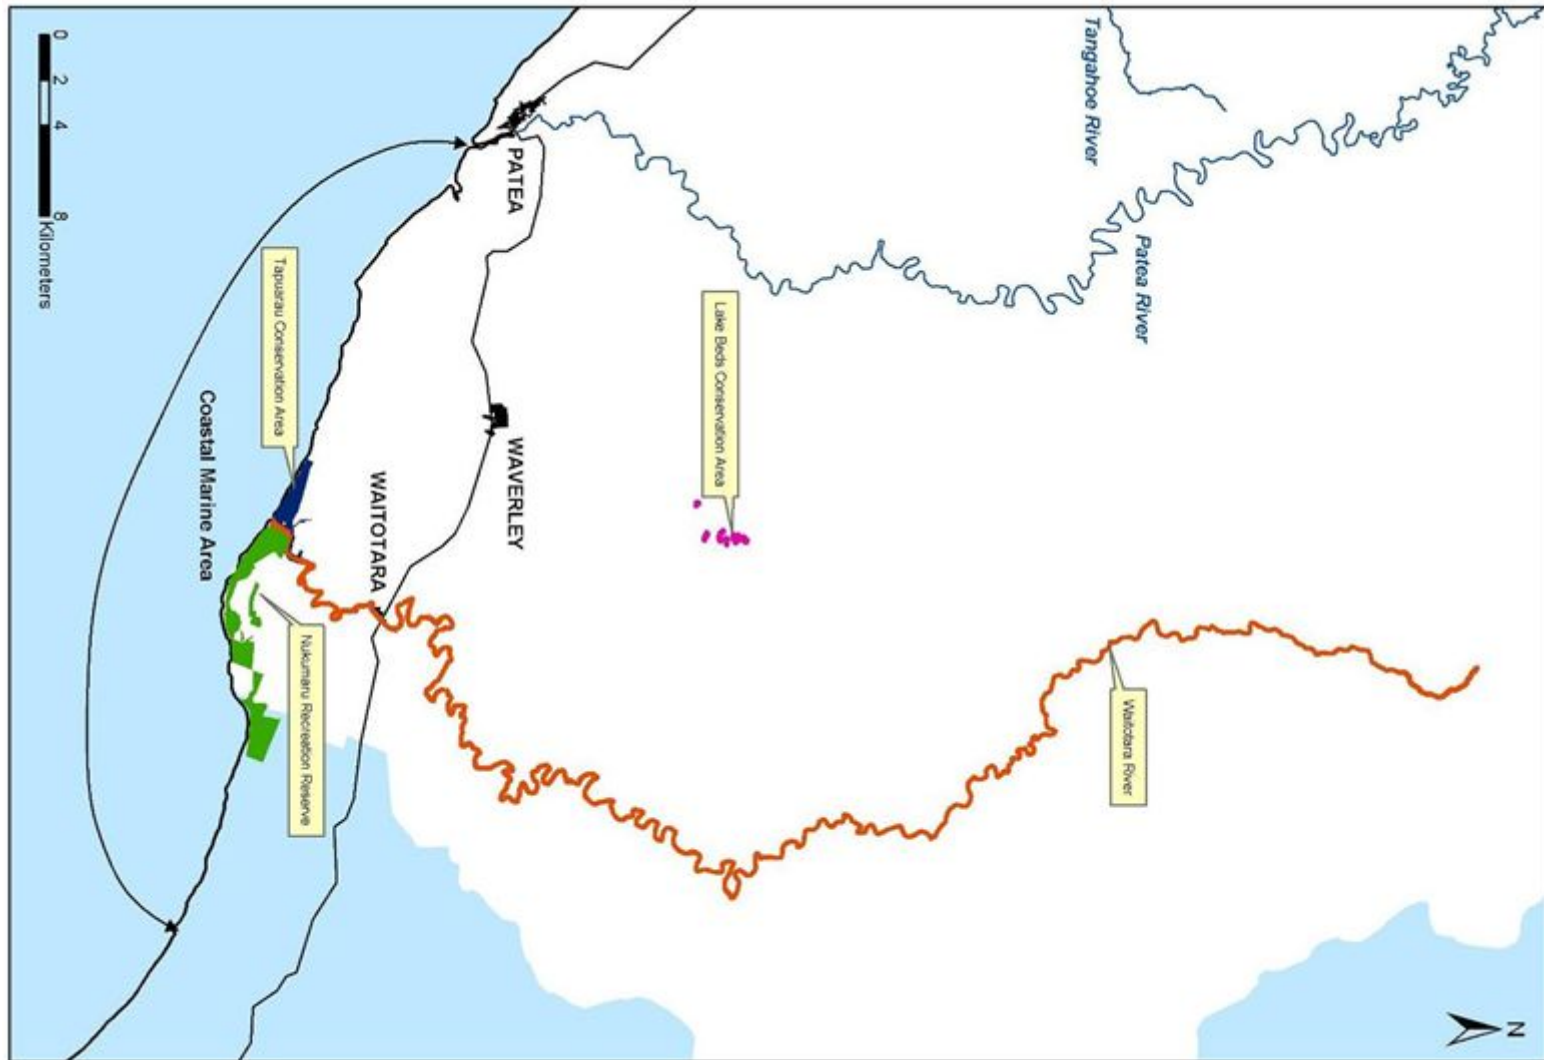 Tangahoe River
Patea River
0 2 4 8
Kilometers
PATEA
Tapuarau Conservation Area
Lake Beds Conservation Area
WAVERLEY
Coastal Marine Area
WAITOTARA
Nukumaru Recreation Reserve
Waitotara River
N